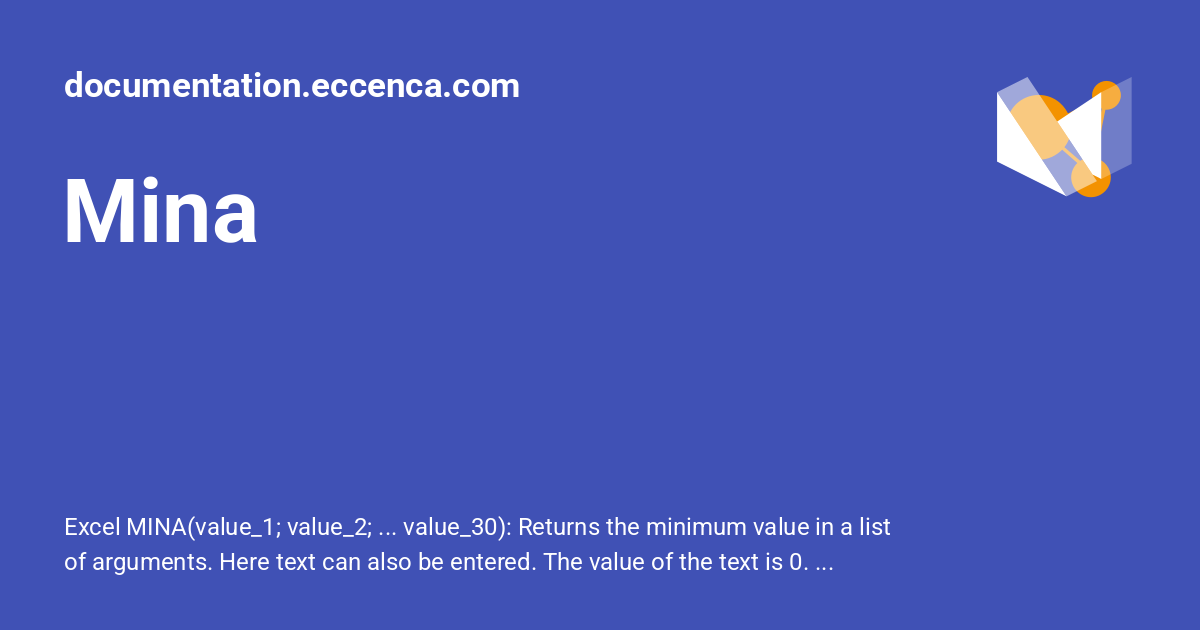 documentation.eccenca.com
Mina
Excel MINA(value_1; value_2; ... value_30): Returns the minimum value in a list
of arguments. Here text can also be entered. The value of the text is 0. ...